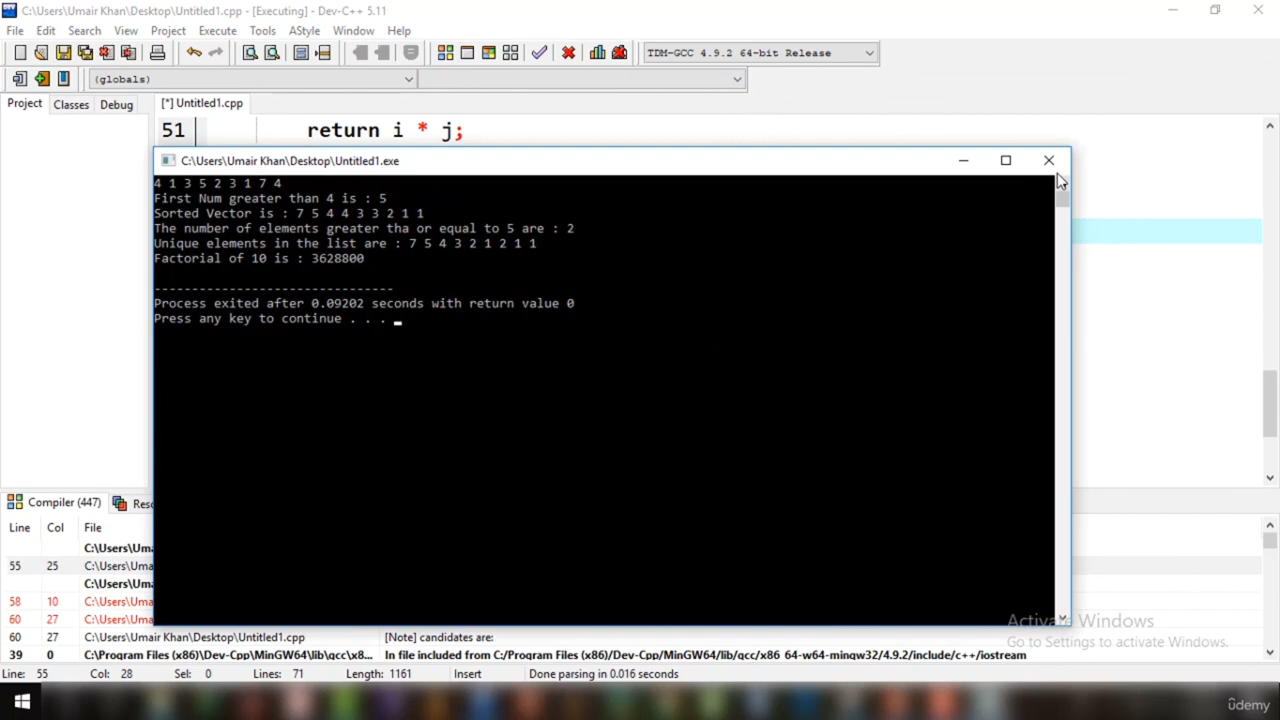 C:\Users\Umair Khan\Desktop\Untitled1.cpp - [Executing] - Dev-C++ 5.11
File Edit Search View Project Execute Tools AStyle Window Help
TDM-GCC 4.9.2 64-bit Release
(globals)
Project Classes Debug [*] Untitled1.cpp
51 return i * j;
C:\Users\Umair Khan\Desktop\Untitled1.exe
4 1 3 5 2 3 1 7 4
First Num greater than 4 is : 5
Sorted Vector is : 7 5 4 4 3 3 2 1 1
The number of elements greater tha or equal to 5 are : 2
Unique elements in the list are : 7 5 4 3 2 1 2 1 1
Factorial of 10 is : 3628800
--------------------------------
Process exited after 0.09202 seconds with return value 0
Press any key to continue . . .
Compiler (447) Reso
Line Col File
C:\Users\Uma
55 25 C:\Users\Uma
C:\Users\Uma
58 10 C:\Users\Uma
60 27 C:\Users\Uma
60 27 C:\Users\Umair Khan\Desktop\Untitled1.cpp [Note] candidates are:
39 0 C:\Program Files (x86)\Dev-Cpp\MinGW64\lib\gcc\x8... In file included from C:/Program Files (x86)/Dev-Cpp/MinGW64/lib/gcc/x86_64-w64-mingw32/4.9.2/include/c++/iostream
Activate Windows
Go to Settings to activate Windows.
Line: 55 Col: 28 Sel: 0 Lines: 71 Length: 1161 Insert Done parsing in 0.016 seconds
ûdemy